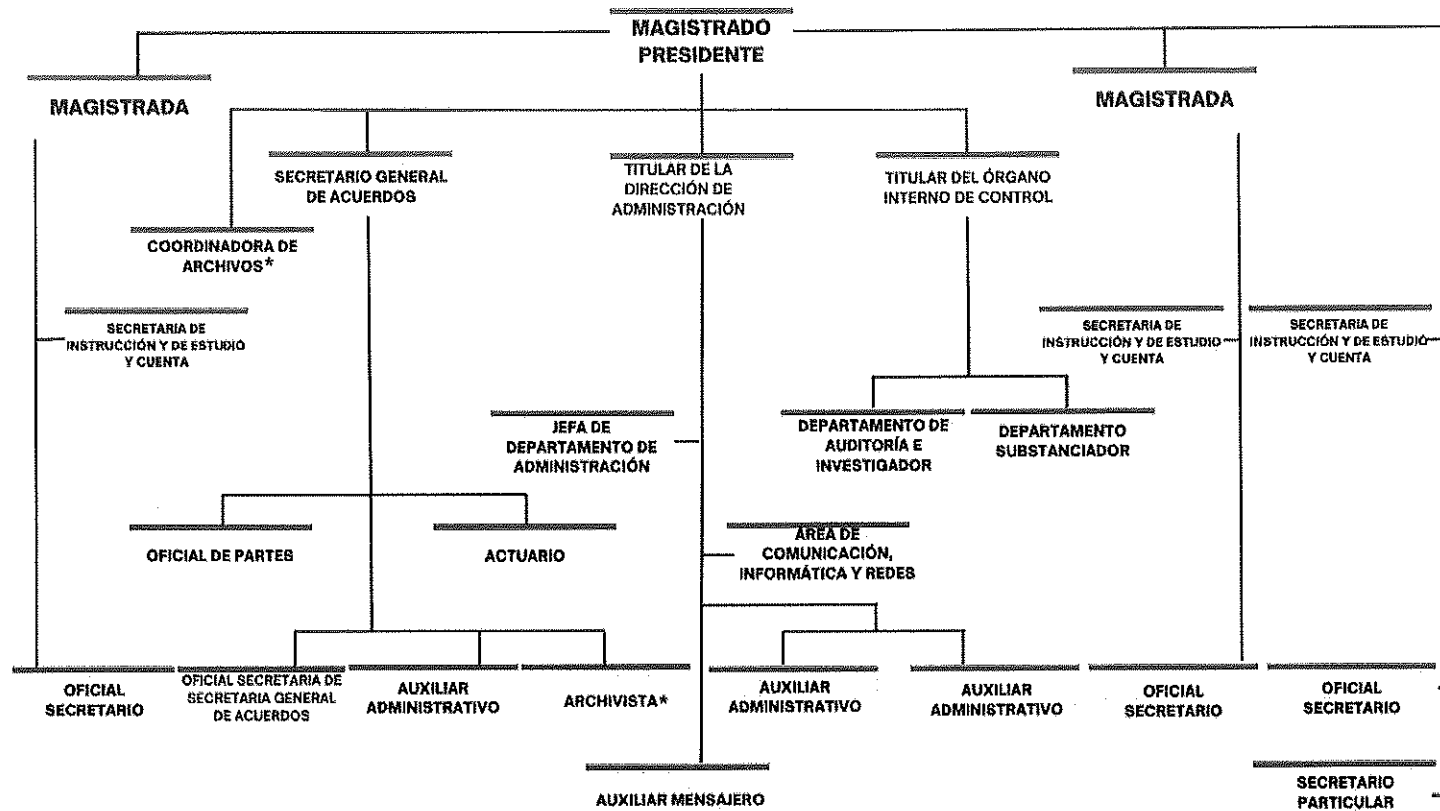 MAGISTRADO
PRESIDENTE
MAGISTRADA
MAGISTRADA
SECRETARIO GENERAL
DE ACUERDOS
TITULAR DE LA
DIRECCIÓN DE
ADMINISTRACIÓN
TITULAR DEL ÓRGANO
INTERNO DE CONTROL
COORDINADORA DE
ARCHIVOS*
SECRETARIA DE
INSTRUCCIÓN Y DE ESTUDIO
Y CUENTA
SECRETARIA DE
INSTRUCCIÓN Y DE ESTUDIO
Y CUENTA
SECRETARIA DE
INSTRUCCIÓN Y DE ESTUDIO
Y CUENTA
JEFA DE
DEPARTAMENTO DE
ADMINISTRACIÓN
DEPARTAMENTO DE
AUDITORÍA E
INVESTIGADOR
DEPARTAMENTO
SUBSTANCIADOR
OFICIAL DE PARTES
ACTUARIO
ÁREA DE
COMUNICACIÓN,
INFORMÁTICA Y REDES
OFICIAL
SECRETARIO
OFICIAL SECRETARIA DE
SECRETARIA GENERAL
DE ACUERDOS
AUXILIAR
ADMINISTRATIVO
ARCHIVISTA*
AUXILIAR
ADMINISTRATIVO
AUXILIAR
ADMINISTRATIVO
OFICIAL
SECRETARIO
OFICIAL
SECRETARIO
AUXILIAR MENSAJERO
SECRETARIO
PARTICULAR